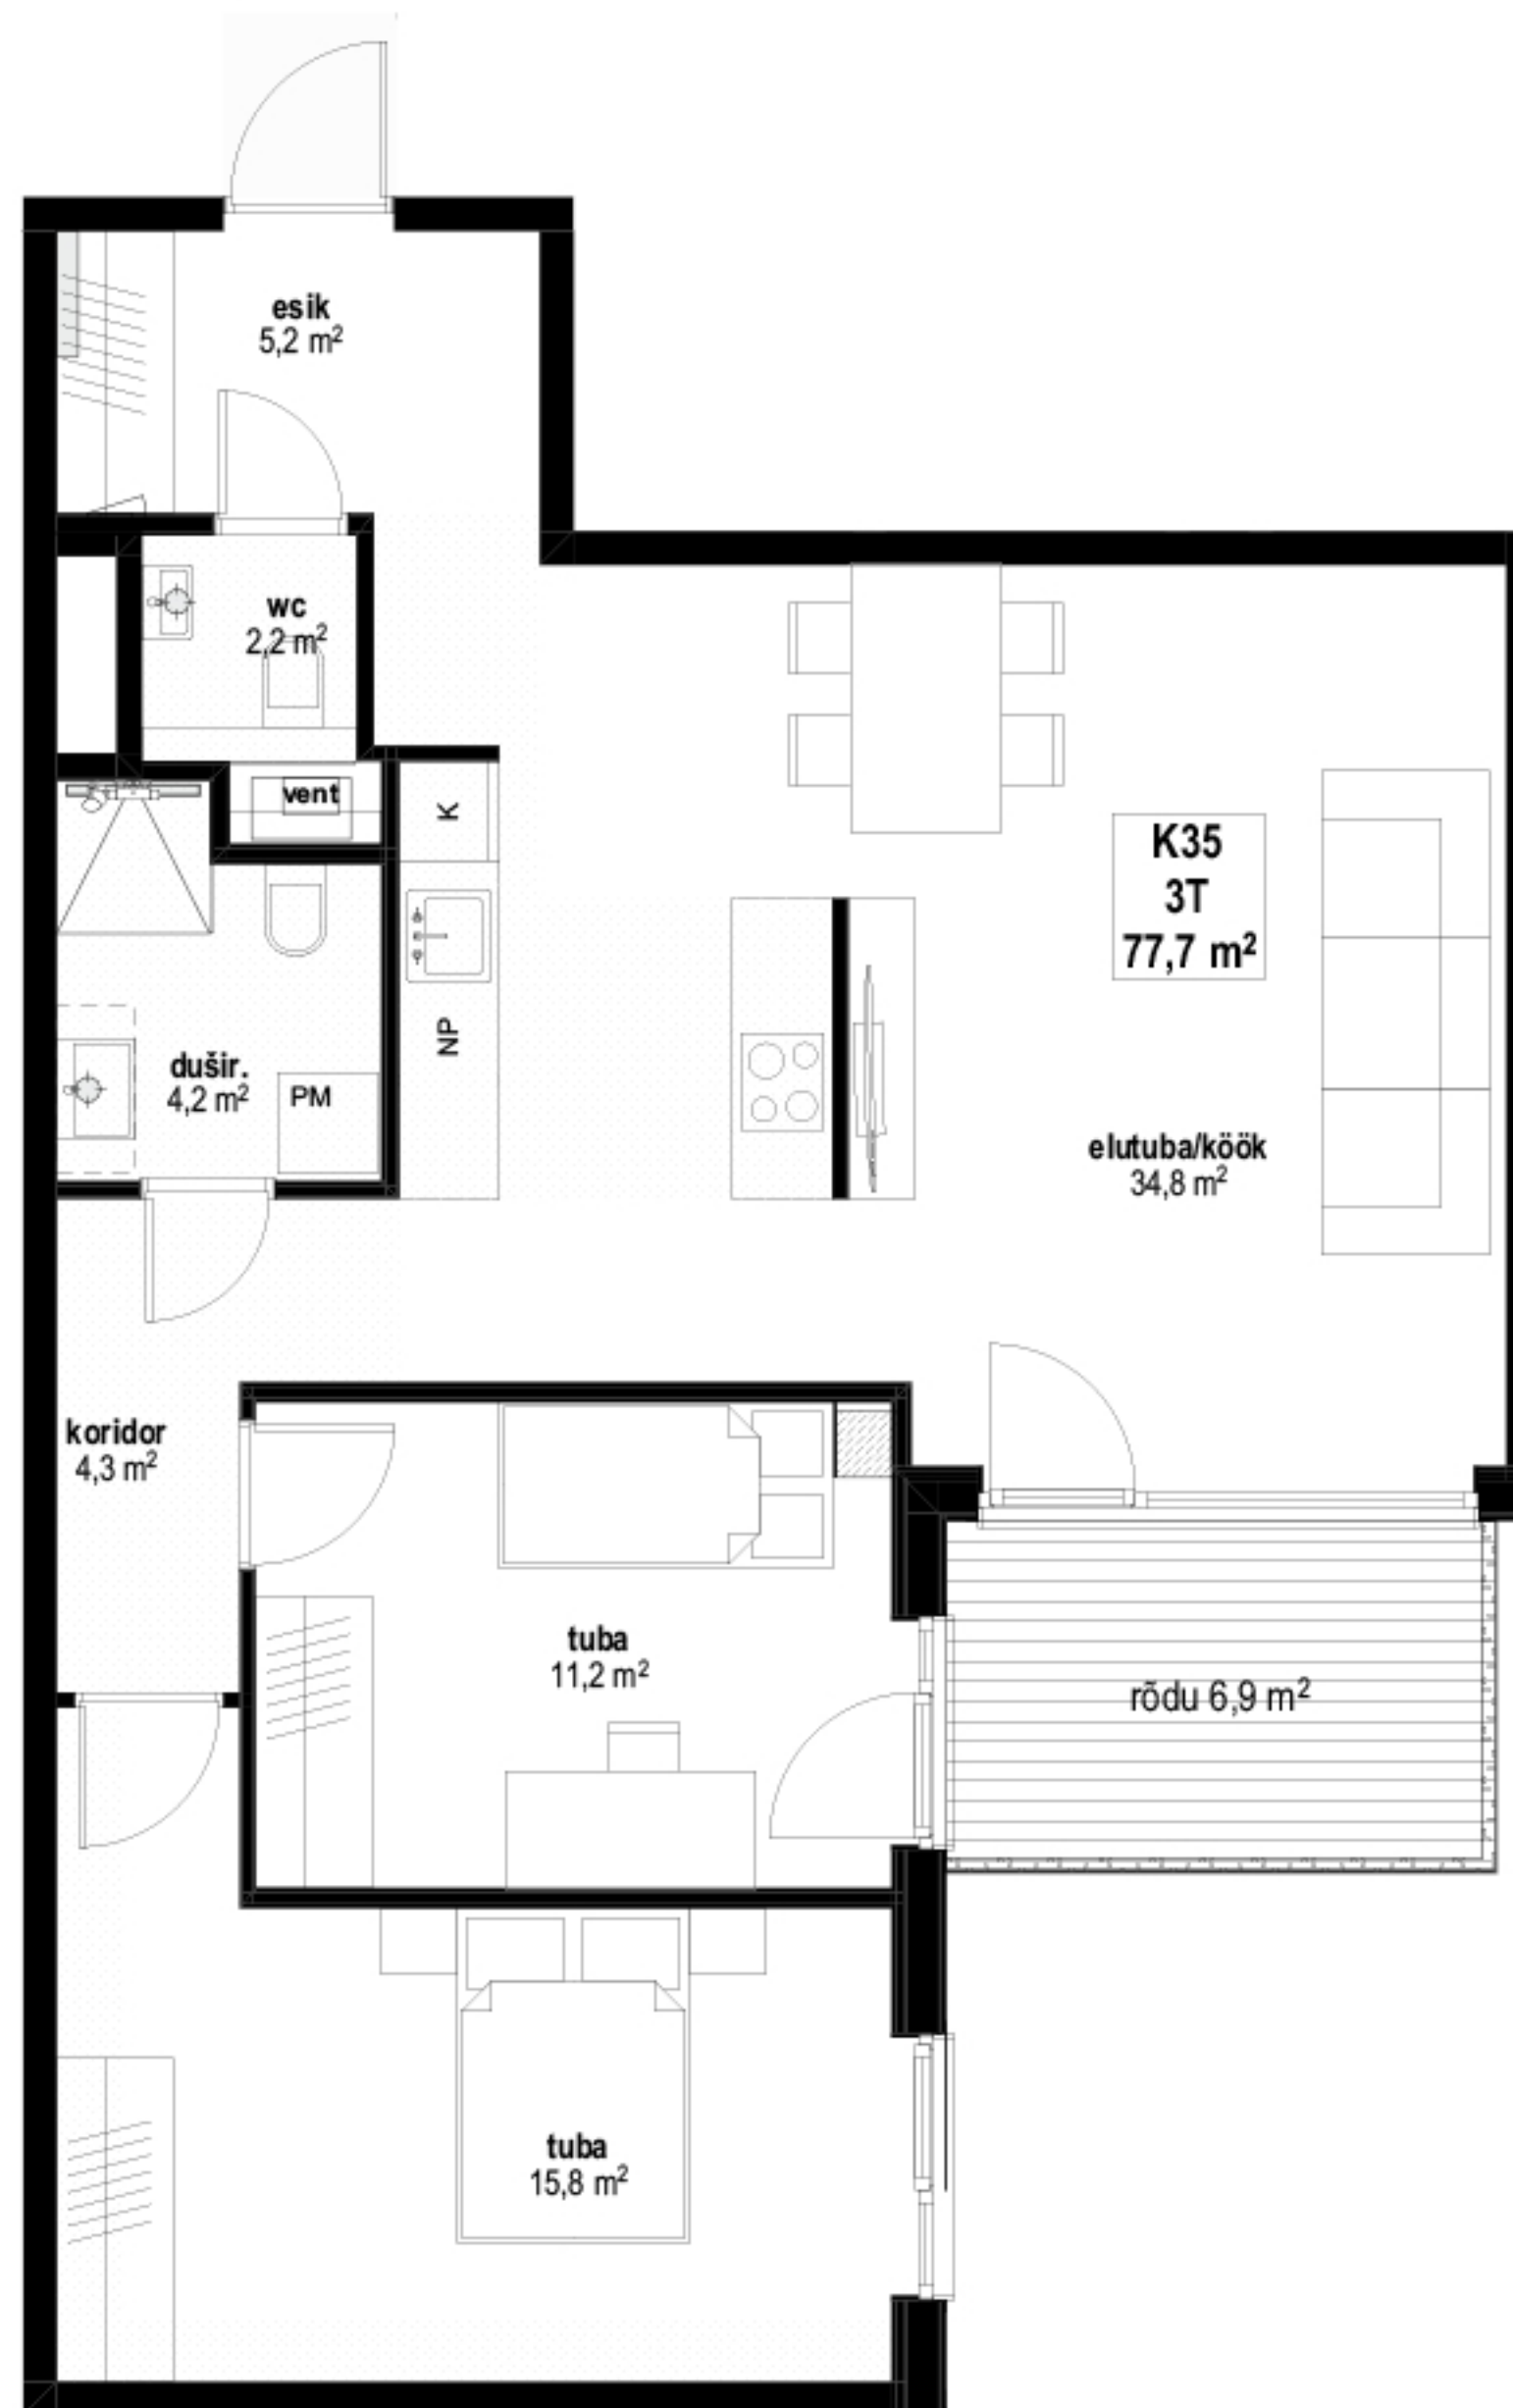 esik
5,2 m²
wc
2,2 m²
vent
K
K35
3T
77,7 m²
NP
dušir.
4,2 m²
PM
elutuba/köök
34,8 m²
koridor
4,3 m²
tuba
11,2 m²
rõdu 6,9 m²
tuba
15,8 m²